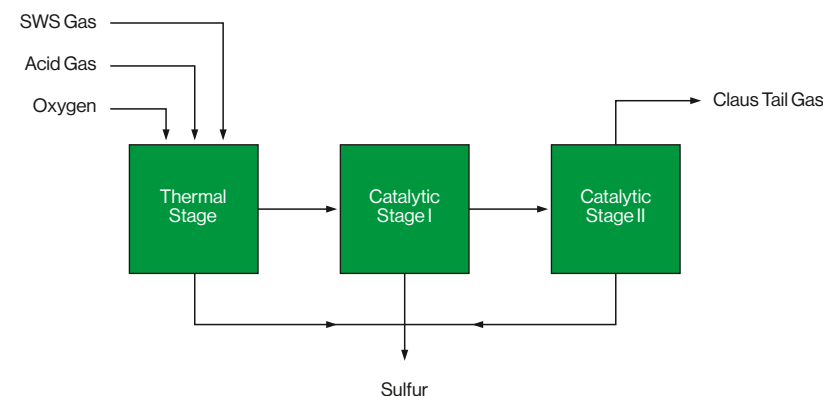 SWS Gas
Acid Gas
Oxygen
Claus Tail Gas
Thermal
Stage
Catalytic
Stage I
Catalytic
Stage II
Sulfur